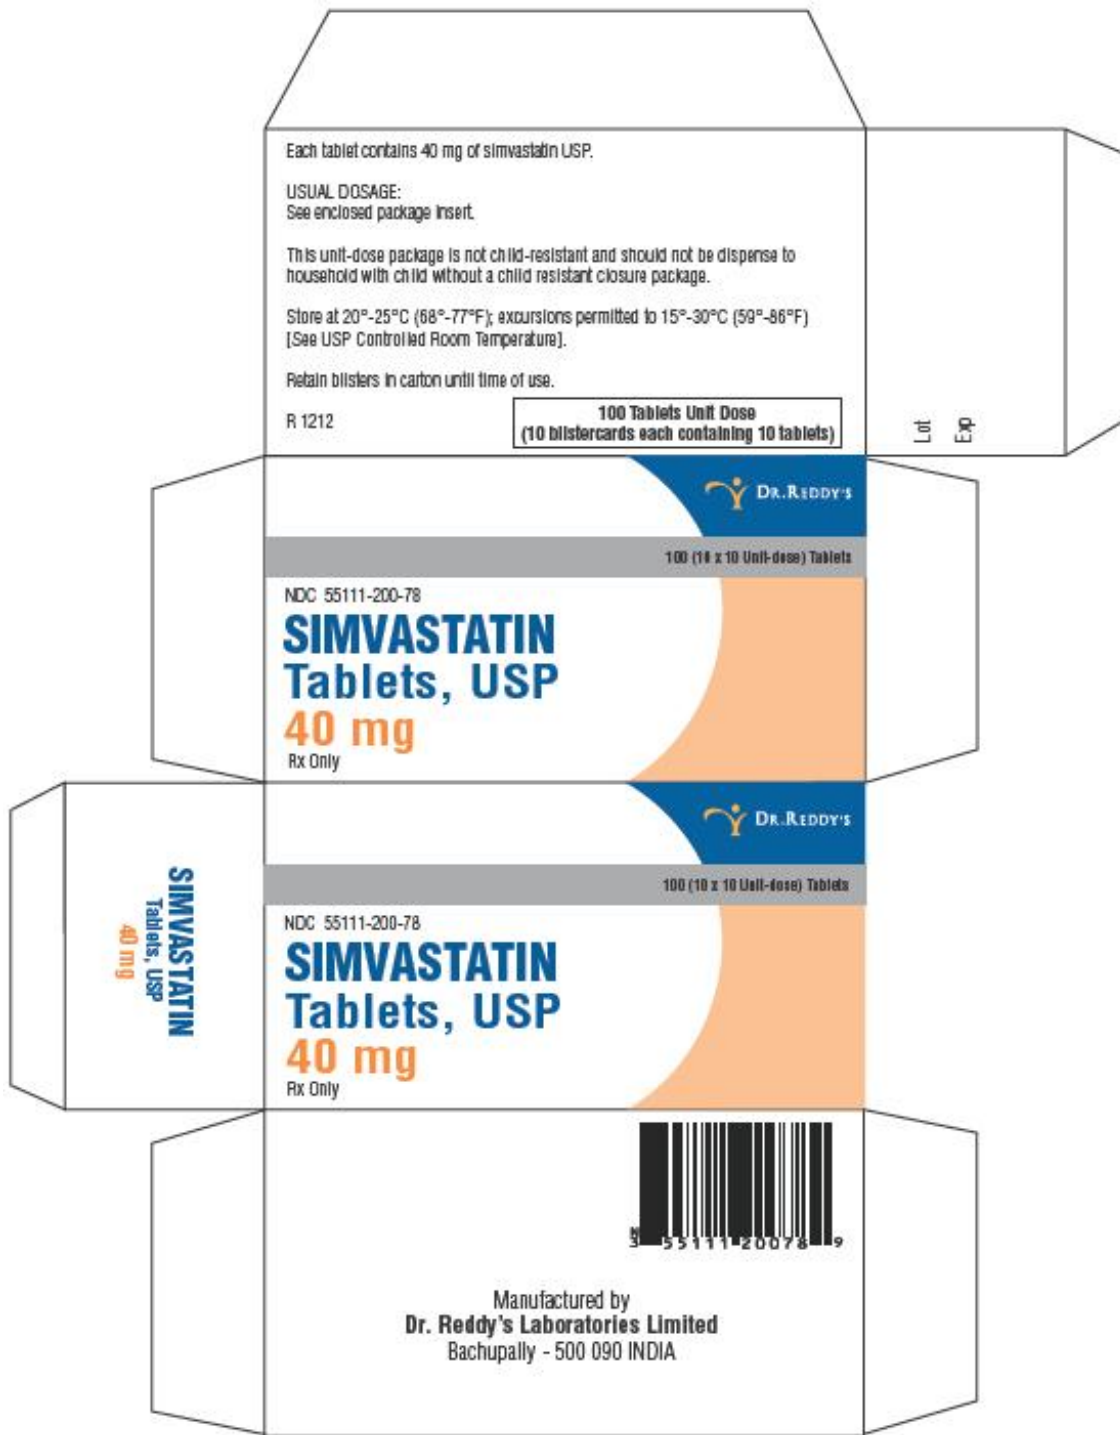 Each tablet contains 40 mg of simvastatin USP.
USUAL DOSAGE:
See enclosed package insert.
This unit-dose package is not child-resistant and should not be dispense to
household with child without a child resistant closure package.
Store at 20°-25°C (68°-77°F); excursions permitted to 15°-30°C (59°-86°F)
[See USP Controlled Room Temperature].
Retain blisters in carton until time of use.
R 1212
100 Tablets Unit Dose
(10 blistercards each containing 10 tablets)
Lot
Exp
DR.REDDY'S
100 (10 x 10 Unit-dose) Tablets
NDC 55111-200-78
SIMVASTATIN
Tablets, USP
40 mg
Rx Only
DR.REDDY'S
100 (10 x 10 Unit-dose) Tablets
NDC 55111-200-78
SIMVASTATIN
Tablets, USP
40 mg
Rx Only
SIMVASTATIN
Tablets, USP
40 mg
N
3 55111 20078 9
Manufactured by
Dr. Reddy's Laboratories Limited
Bachupally - 500 090 INDIA